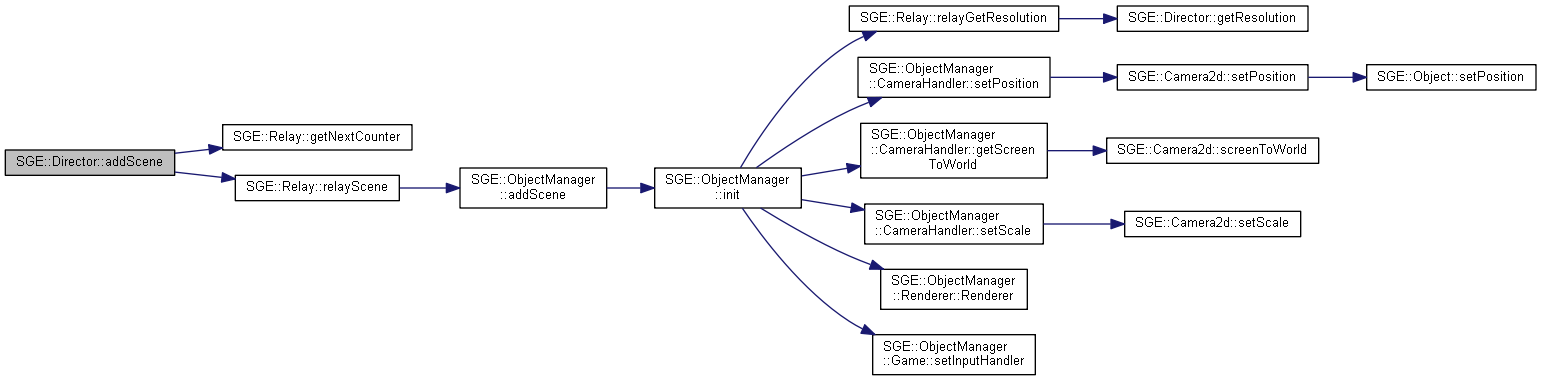 SGE::Director::addScene
SGE::Relay::getNextCounter
SGE::Relay::relayScene
SGE::ObjectManager
::addScene
SGE::ObjectManager
::init
SGE::Relay::relayGetResolution
SGE::Director::getResolution
SGE::ObjectManager
::CameraHandler::setPosition
SGE::Camera2d::setPosition
SGE::Object::setPosition
SGE::ObjectManager
::CameraHandler::getScreen
ToWorld
SGE::Camera2d::screenToWorld
SGE::ObjectManager
::CameraHandler::setScale
SGE::Camera2d::setScale
SGE::ObjectManager
::Renderer::Renderer
SGE::ObjectManager
::Game::setInputHandler